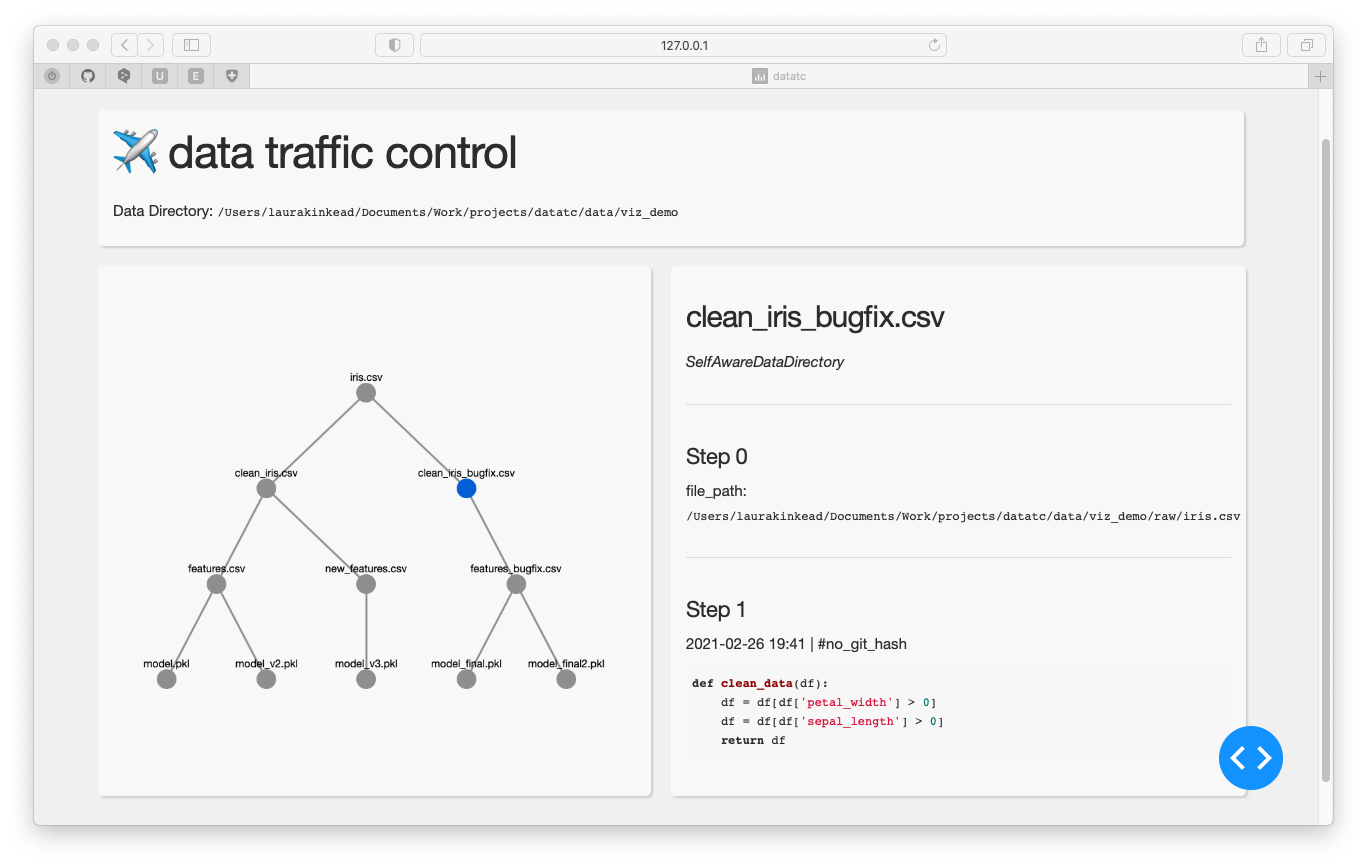 127.0.0.1
U
E
datatc
data traffic control
Data Directory: /Users/laurakinkead/Documents/Work/projects/datatc/data/viz_demo
iris.csv
clean_iris.csv
clean_iris_bugfix.csv
features.csv
new_features.csv
features_bugfix.csv
model.pkl
model_v2.pkl
model_v3.pkl
model_final.pkl
model_final2.pkl
clean_iris_bugfix.csv
SelfAwareDataDirectory
Step 0
file_path:
/Users/laurakinkead/Documents/Work/projects/datatc/data/viz_demo/raw/iris.csv
Step 1
2021-02-26 19:41 | #no_git_hash
def clean_data(df):
    df = df[df['petal_width'] > 0]
    df = df[df['sepal_length'] > 0]
    return df